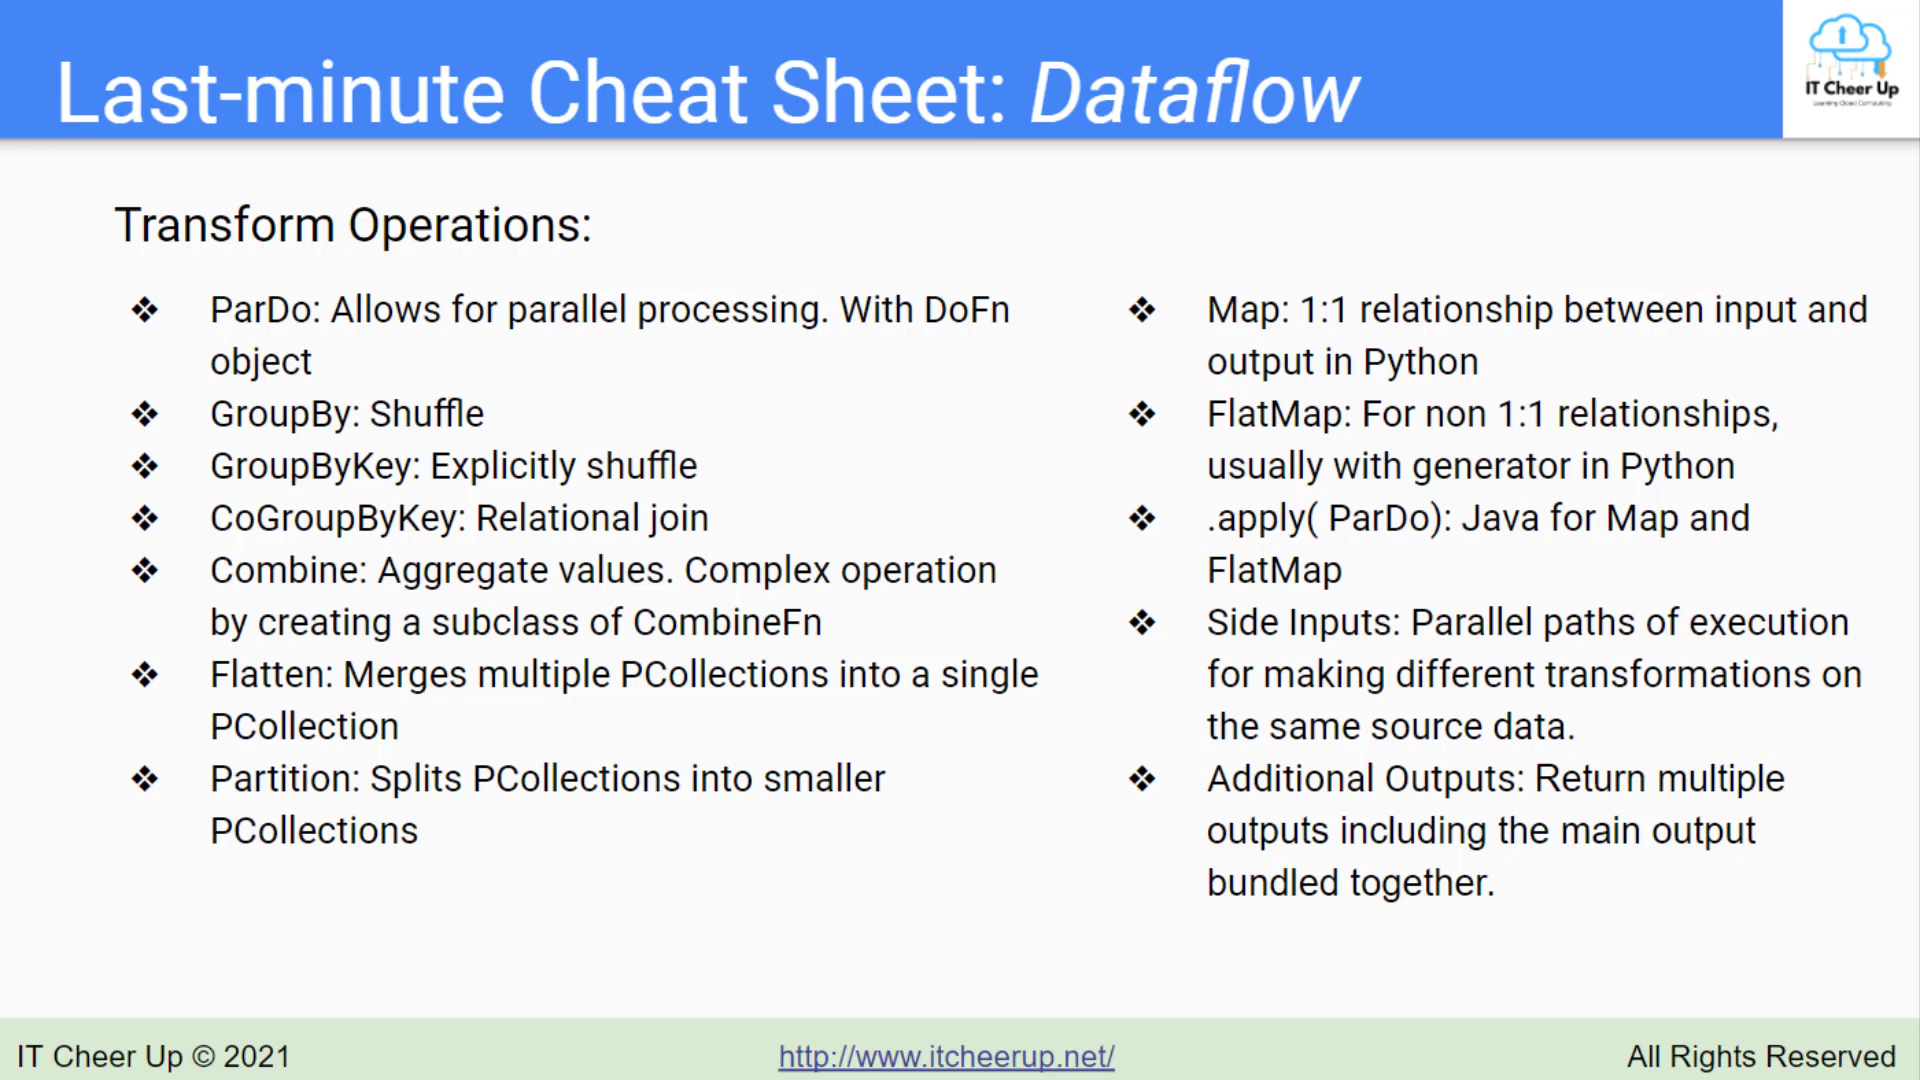 Last-minute Cheat Sheet: Dataflow
IT Cheer Up
Learning Cloud Computing
Transform Operations:
❖ ParDo: Allows for parallel processing. With DoFn
object
❖ GroupBy: Shuffle
❖ GroupByKey: Explicitly shuffle
❖ CoGroupByKey: Relational join
❖ Combine: Aggregate values. Complex operation
by creating a subclass of CombineFn
❖ Flatten: Merges multiple PCollections into a single
PCollection
❖ Partition: Splits PCollections into smaller
PCollections
❖ Map: 1:1 relationship between input and
output in Python
❖ FlatMap: For non 1:1 relationships,
usually with generator in Python
❖ .apply( ParDo): Java for Map and
FlatMap
❖ Side Inputs: Parallel paths of execution
for making different transformations on
the same source data.
❖ Additional Outputs: Return multiple
outputs including the main output
bundled together.
IT Cheer Up © 2021
http://www.itcheerup.net/
All Rights Reserved